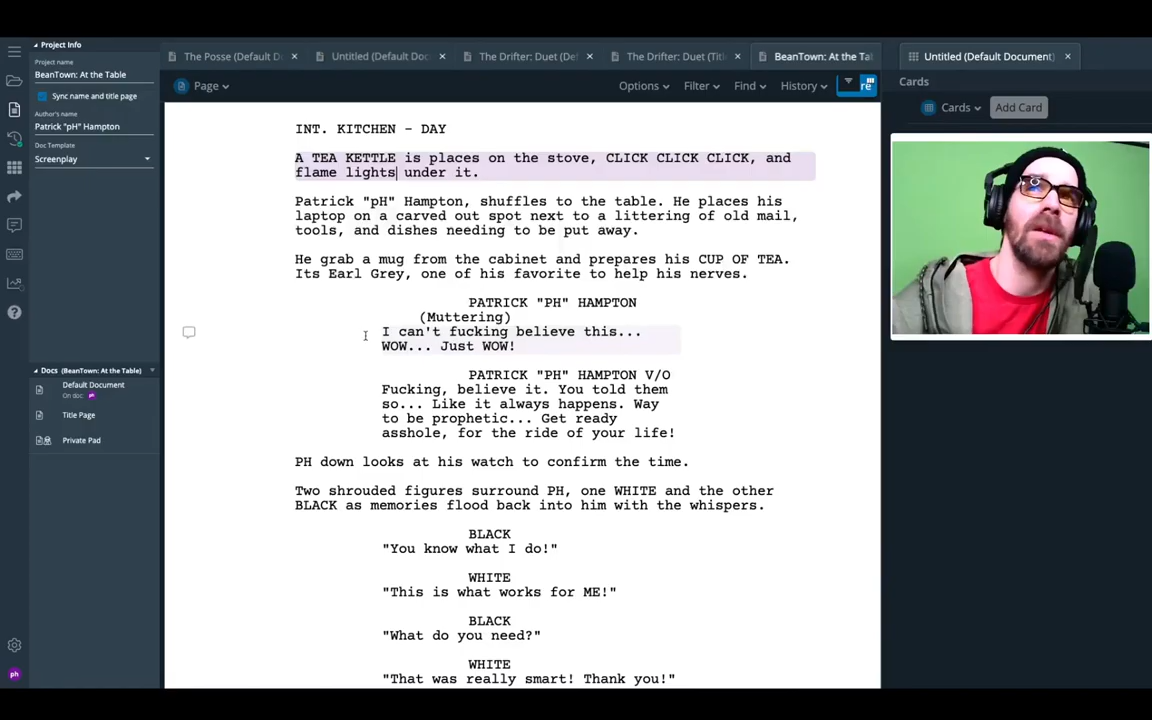 Project Info
Project name
BeanTown: At the Table
Sync name and title page
Author's name
Patrick "pH" Hampton
Doc Template
Screenplay
Docs (BeanTown: At the Table)
Default Document
On doc: ph
Title Page
Private Pad
ph
The Posse (Default D
Untitled (Default Doc
The Drifter: Duet (De
The Drifter: Duet (Titl
BeanTown: At the Ta
Untitled (Default Document)
Page
Options
Filter
Find
History
re
Cards
Cards
Add Card
INT. KITCHEN - DAY
A TEA KETTLE is places on the stove, CLICK CLICK CLICK, and
flame lights under it.
Patrick "pH" Hampton, shuffles to the table. He places his
laptop on a carved out spot next to a littering of old mail,
tools, and dishes needing to be put away.
He grab a mug from the cabinet and prepares his CUP OF TEA.
Its Earl Grey, one of his favorite to help his nerves.
PATRICK "PH" HAMPTON
(Muttering)
I can't fucking believe this...
WOW... Just WOW!
PATRICK "PH" HAMPTON V/O
Fucking, believe it. You told them
so... Like it always happens. Way
to be prophetic... Get ready
asshole, for the ride of your life!
PH down looks at his watch to confirm the time.
Two shrouded figures surround PH, one WHITE and the other
BLACK as memories flood back into him with the whispers.
BLACK
"You know what I do!"
WHITE
"This is what works for ME!"
BLACK
"What do you need?"
WHITE
"That was really smart! Thank you!"